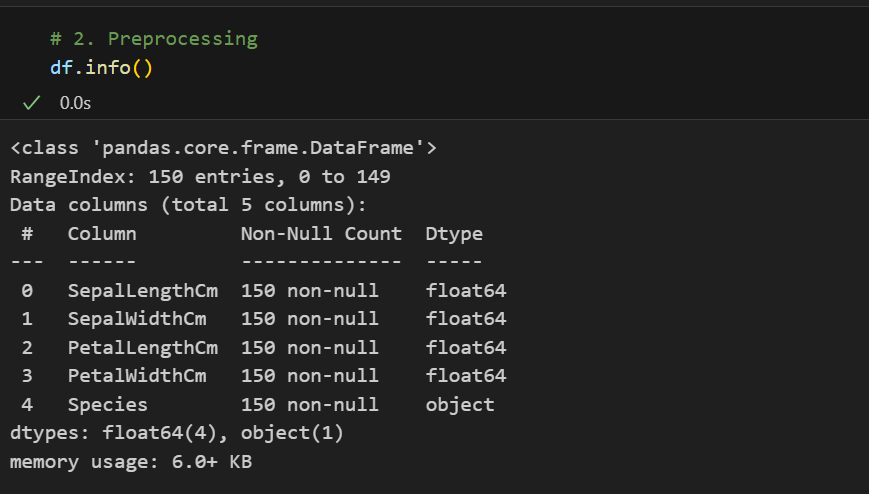 # 2. Preprocessing
df.info()
0.0s
<class 'pandas.core.frame.DataFrame'>
RangeIndex: 150 entries, 0 to 149
Data columns (total 5 columns):
 #   Column         Non-Null Count  Dtype
---  ------         --------------  -----
 0   SepalLengthCm  150 non-null    float64
 1   SepalWidthCm   150 non-null    float64
 2   PetalLengthCm  150 non-null    float64
 3   PetalWidthCm   150 non-null    float64
 4   Species        150 non-null    object
dtypes: float64(4), object(1)
memory usage: 6.0+ KB